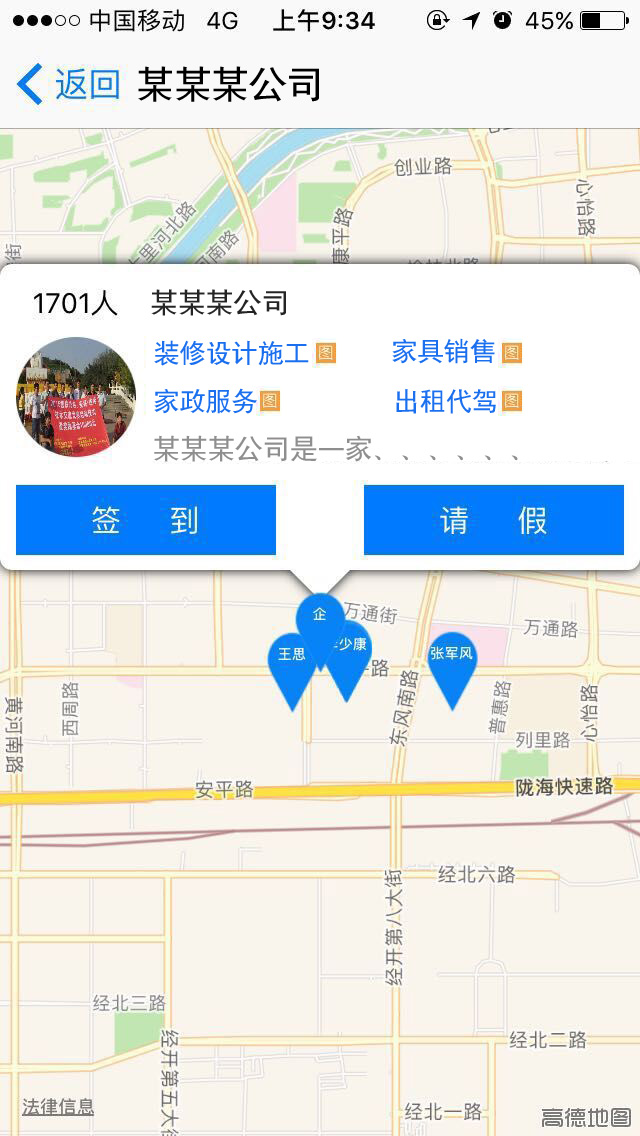 中国移动 4G 上午9:34 45%
返回 某某某公司
创业路
心怡路
七里河北路
河南路
康平路
街
榆林北路
1701人 某某某公司
装修设计施工图 家具销售图
家政服务图 出租代驾图
某某某公司是一家、、、、、、
签 到 请 假
企
万通街
万通路
王思
少康
张军风
路
西周路
黄河南路
东风南路
普惠路
心怡路
列里路
安平路
陇海快速路
经北六路
经开第八大街
经北三路
经北二路
经开第五大街
经北一路
法律信息
高德地图